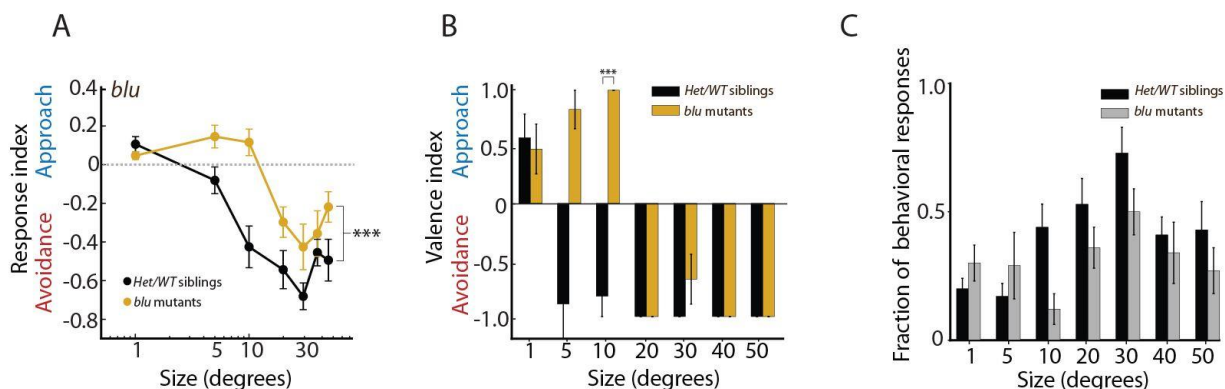 A
blu
Response index
Avoidance Approach
0.4
0.2
0
-0.2
-0.4
-0.6
-0.8
***
Het/WT siblings
blu mutants
1 5 10 30
Size (degrees)
B
Valence index
Avoidance Approach
1.0
0.5
0
-0.5
-1.0
***
Het/WT siblings
blu mutants
1 5 10 20 30 40 50
Size (degrees)
C
Fraction of behavioral responses
1.0
0.5
0
Het/WT siblings
blu mutants
1 5 10 20 30 40 50
Size (degrees)